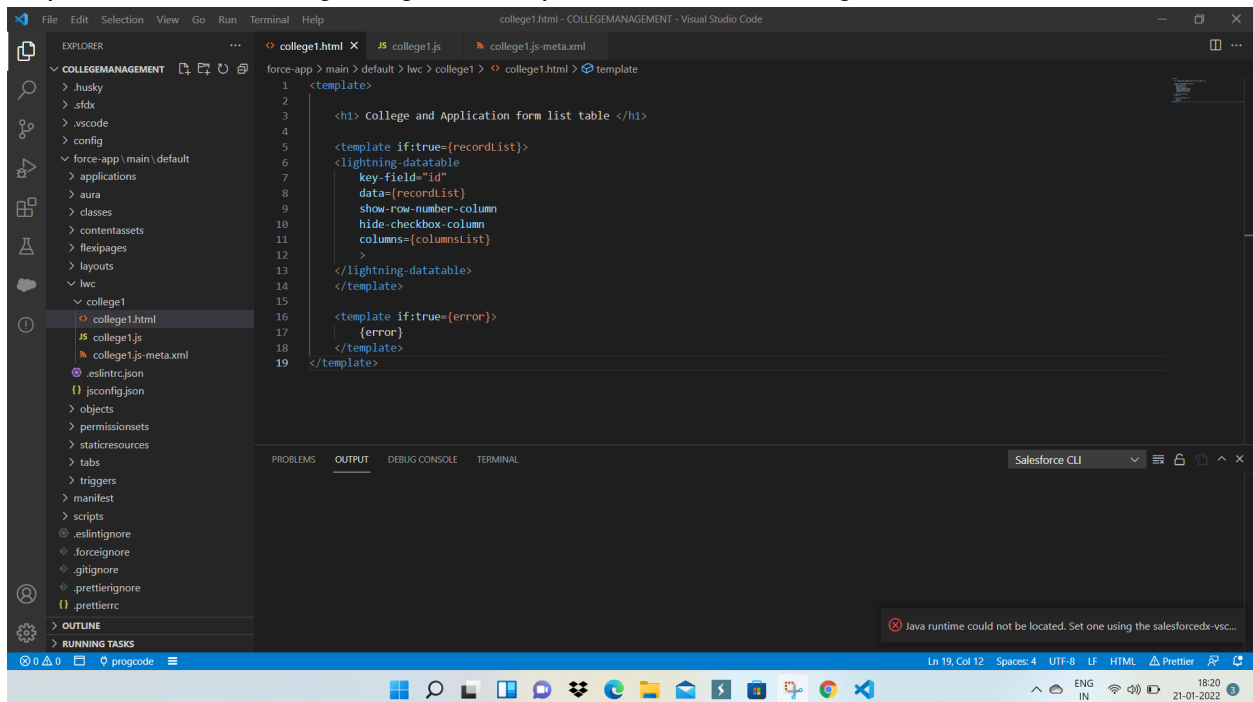 File Edit Selection View Go Run Terminal Help college1.html - COLLEGEMANAGEMENT - Visual Studio Code
EXPLORER
COLLEGEMANAGEMENT
.husky
.sfdx
.vscode
config
force-app \ main \ default
applications
aura
classes
contentassets
flexipages
layouts
lwc
college1
college1.html
JS college1.js
college1.js-meta.xml
.eslintrc.json
{} jsconfig.json
objects
permissionsets
staticresources
tabs
triggers
manifest
scripts
.eslintignore
.forceignore
.gitignore
.prettierignore
{} .prettierrc
OUTLINE
RUNNING TASKS
college1.html JS college1.js college1.js-meta.xml
force-app > main > default > lwc > college1 > college1.html > template
1 <template>
2
3 <h1> College and Application form list table </h1>
4
5 <template if:true={recordList}>
6 <lightning-datatable
7 key-field="id"
8 data={recordList}
9 show-row-number-column
10 hide-checkbox-column
11 columns={columnsList}
12 >
13 </lightning-datatable>
14 </template>
15
16 <template if:true={error}>
17 {error}
18 </template>
19 </template>
PROBLEMS OUTPUT DEBUG CONSOLE TERMINAL Salesforce CLI
Java runtime could not be located. Set one using the salesforcedx-vsc...
0 0 progcode Ln 19, Col 12 Spaces: 4 UTF-8 LF HTML Prettier
ENG 18:20
IN 21-01-2022 3